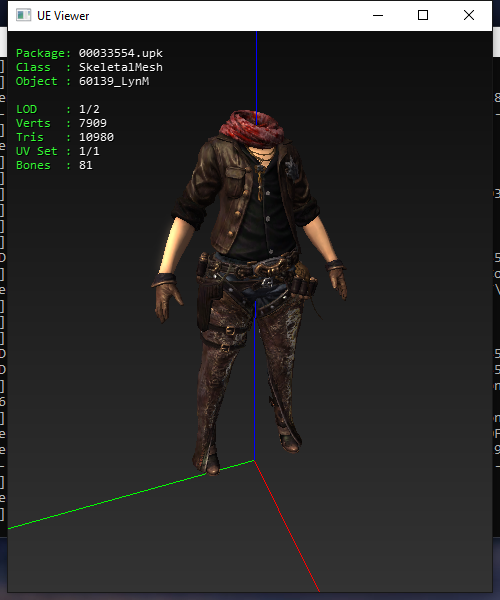 UE Viewer
Package: 00033554.upk
Class : SkeletalMesh
Object : 60139_LynM
LOD : 1/2
Verts : 7909
Tris : 10980
UV Set : 1/1
Bones : 81